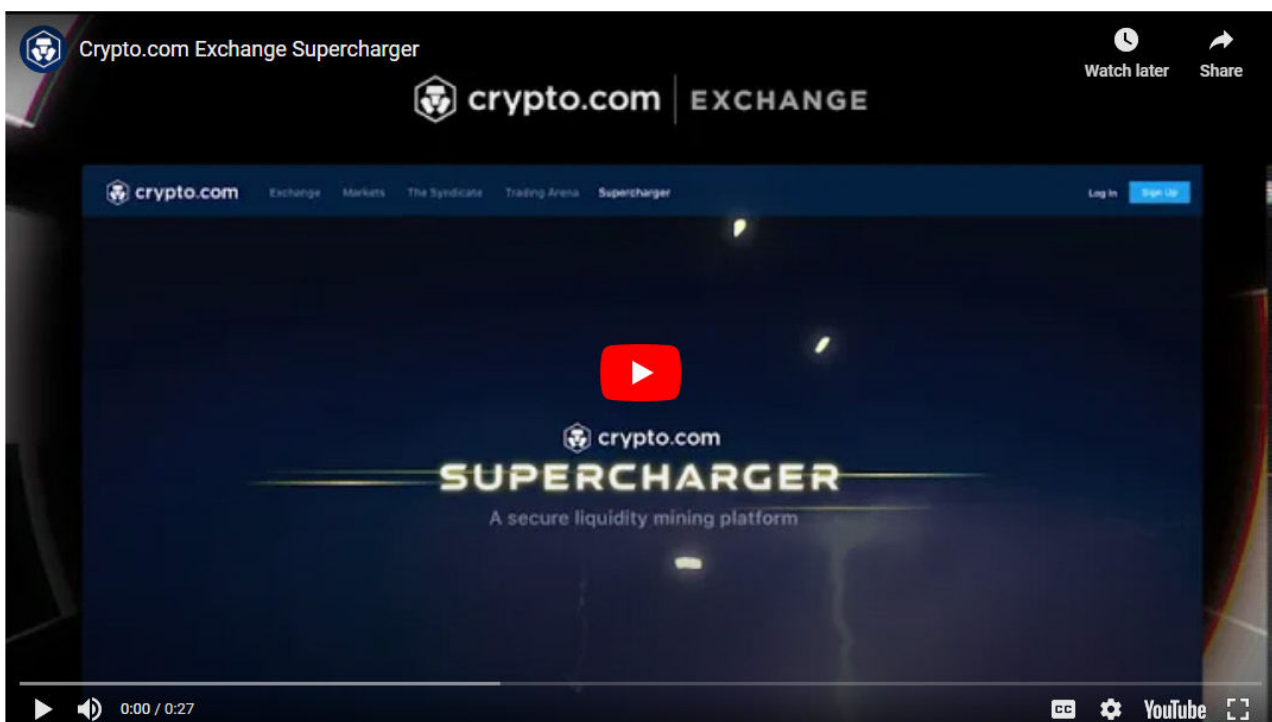 Crypto.com Exchange Supercharger
Watch later
Share
crypto.com | EXCHANGE
crypto.com Exchange Markets The Syndicate Trading Arena Supercharger Log In Sign Up
crypto.com
SUPERCHARGER
A secure liquidity mining platform
0:00 / 0:27
CC
YouTube